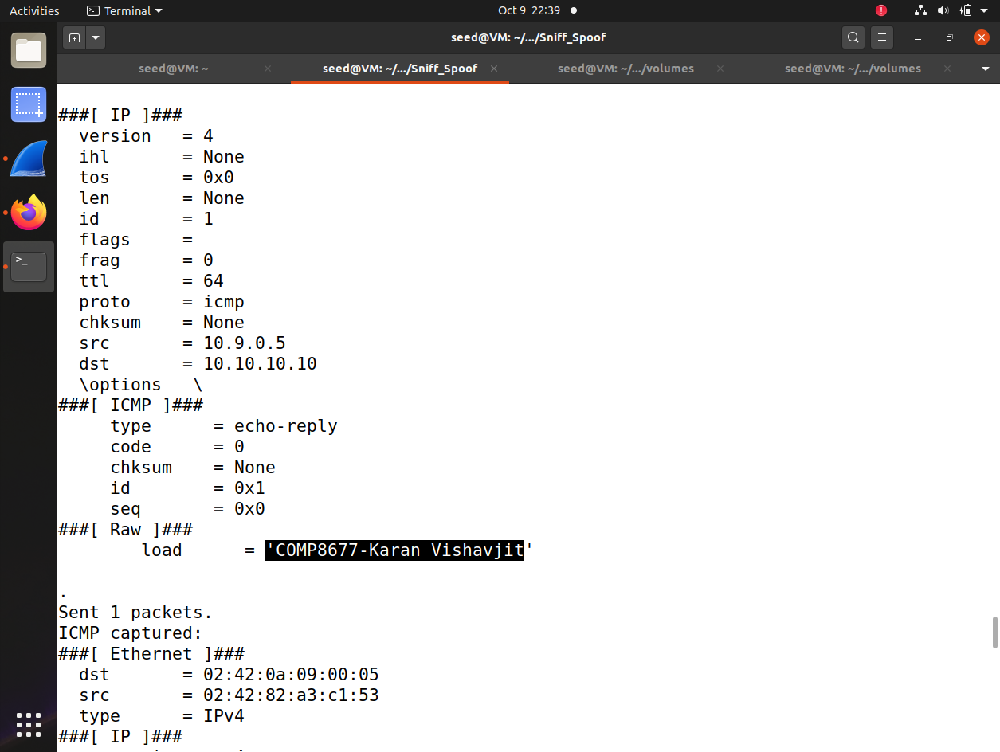 Activities Terminal Oct 9 22:39
seed@VM: ~/.../Sniff_Spoof
seed@VM: ~ seed@VM: ~/.../Sniff_Spoof seed@VM: ~/.../volumes seed@VM: ~/.../volumes
###[ IP ]###
  version   = 4
  ihl       = None
  tos       = 0x0
  len       = None
  id        = 1
  flags     =
  frag      = 0
  ttl       = 64
  proto     = icmp
  chksum    = None
  src       = 10.9.0.5
  dst       = 10.10.10.10
  \options   \
###[ ICMP ]###
     type      = echo-reply
     code      = 0
     chksum    = None
     id        = 0x1
     seq       = 0x0
###[ Raw ]###
        load      = 'COMP8677-Karan Vishavjit'
.
Sent 1 packets.
ICMP captured:
###[ Ethernet ]###
  dst       = 02:42:0a:09:00:05
  src       = 02:42:82:a3:c1:53
  type      = IPv4
###[ IP ]###